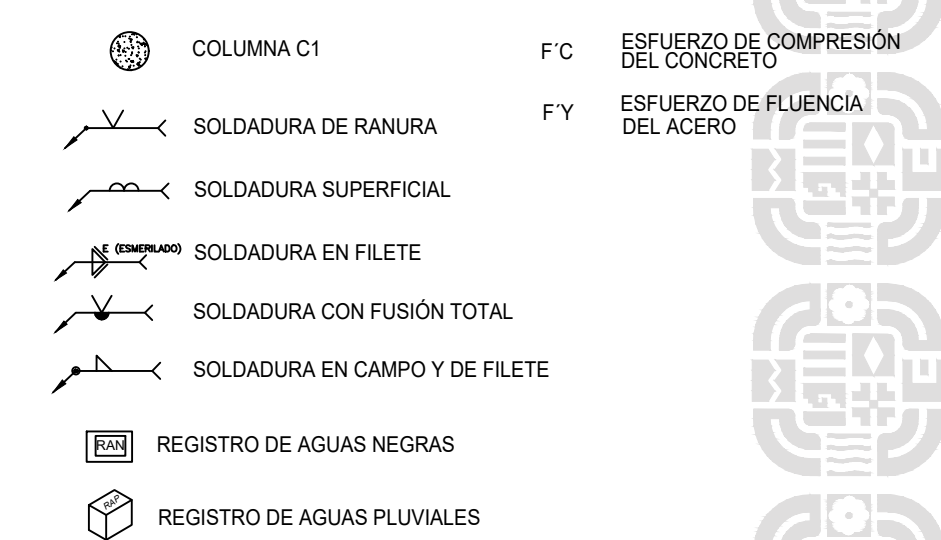 COLUMNA C1
SOLDADURA DE RANURA
SOLDADURA SUPERFICIAL
E (ESMERILADO)
SOLDADURA EN FILETE
SOLDADURA CON FUSIÓN TOTAL
SOLDADURA EN CAMPO Y DE FILETE
RAN
REGISTRO DE AGUAS NEGRAS
RAP
REGISTRO DE AGUAS PLUVIALES
F´C
ESFUERZO DE COMPRESIÓN
DEL CONCRETO
F´Y
ESFUERZO DE FLUENCIA
DEL ACERO